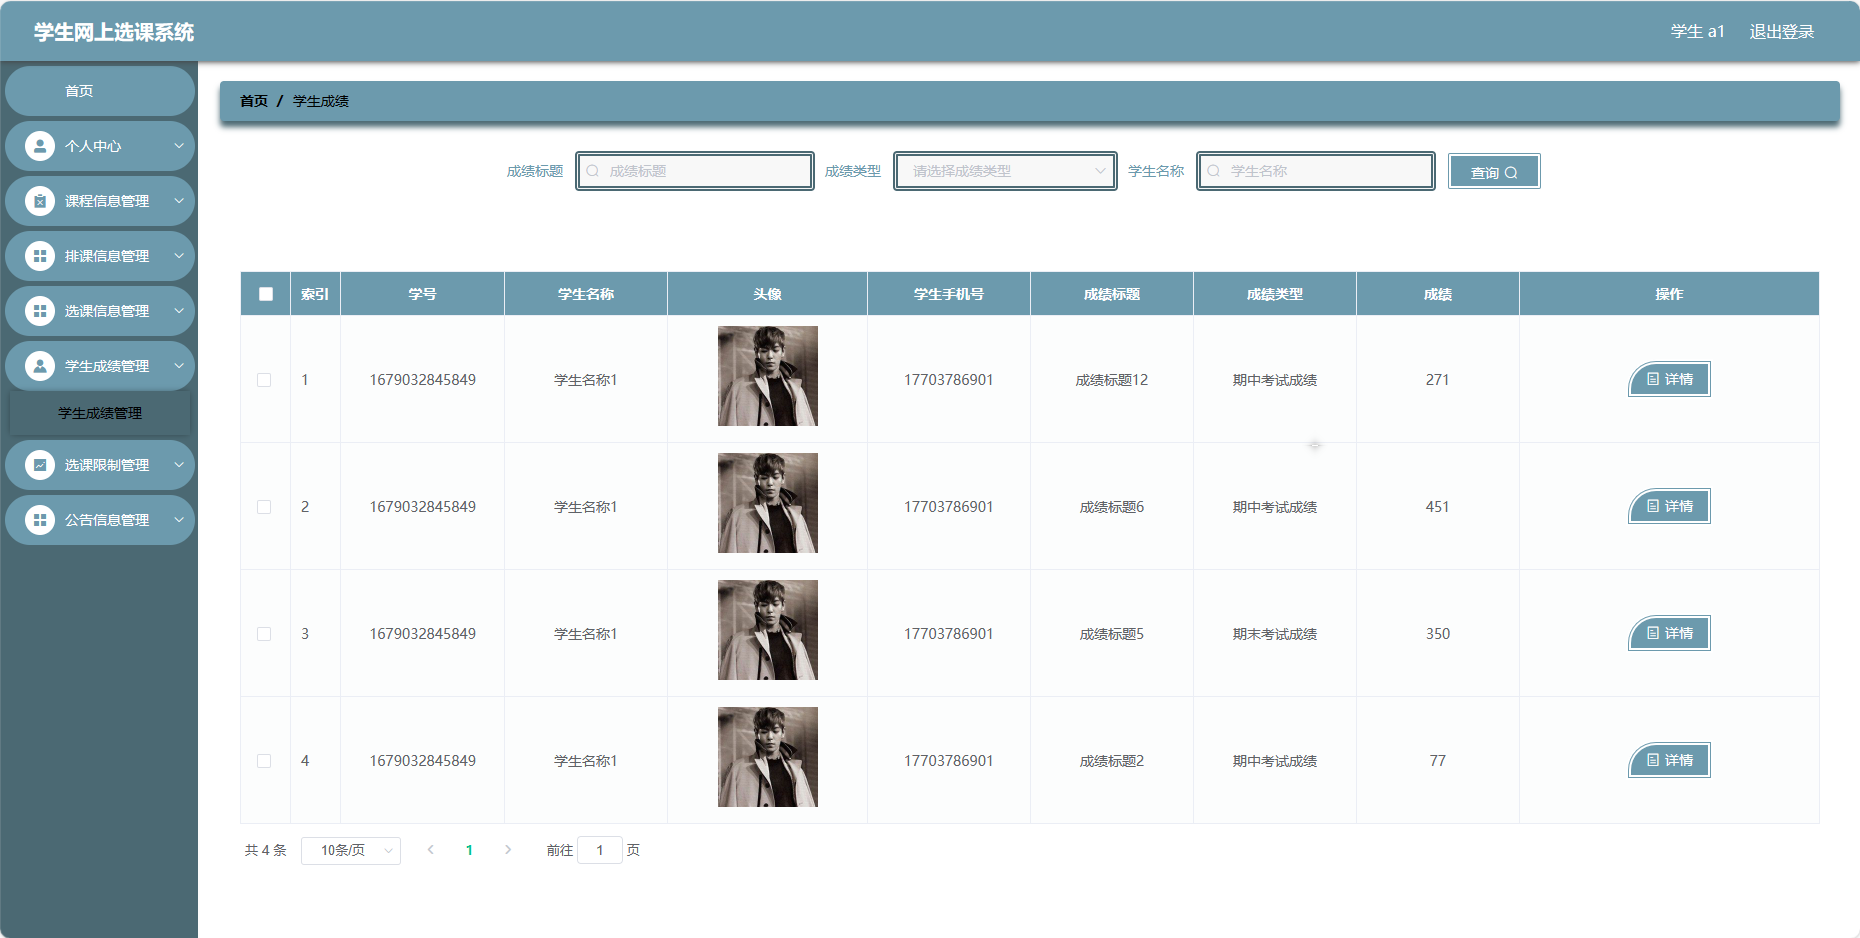 学生网上选课系统
学生 a1 退出登录
首页
个人中心
课程信息管理
排课信息管理
选课信息管理
学生成绩管理
学生成绩管理
选课限制管理
公告信息管理
首页 / 学生成绩
成绩标题 成绩标题 成绩类型 请选择成绩类型 学生名称 学生名称 查询
索引 学号 学生名称 头像 学生手机号 成绩标题 成绩类型 成绩 操作
1 1679032845849 学生名称1 17703786901 成绩标题12 期中考试成绩 271 详情
2 1679032845849 学生名称1 17703786901 成绩标题6 期中考试成绩 451 详情
3 1679032845849 学生名称1 17703786901 成绩标题5 期末考试成绩 350 详情
4 1679032845849 学生名称1 17703786901 成绩标题2 期中考试成绩 77 详情
共 4 条 10条/页 1 前往 1 页